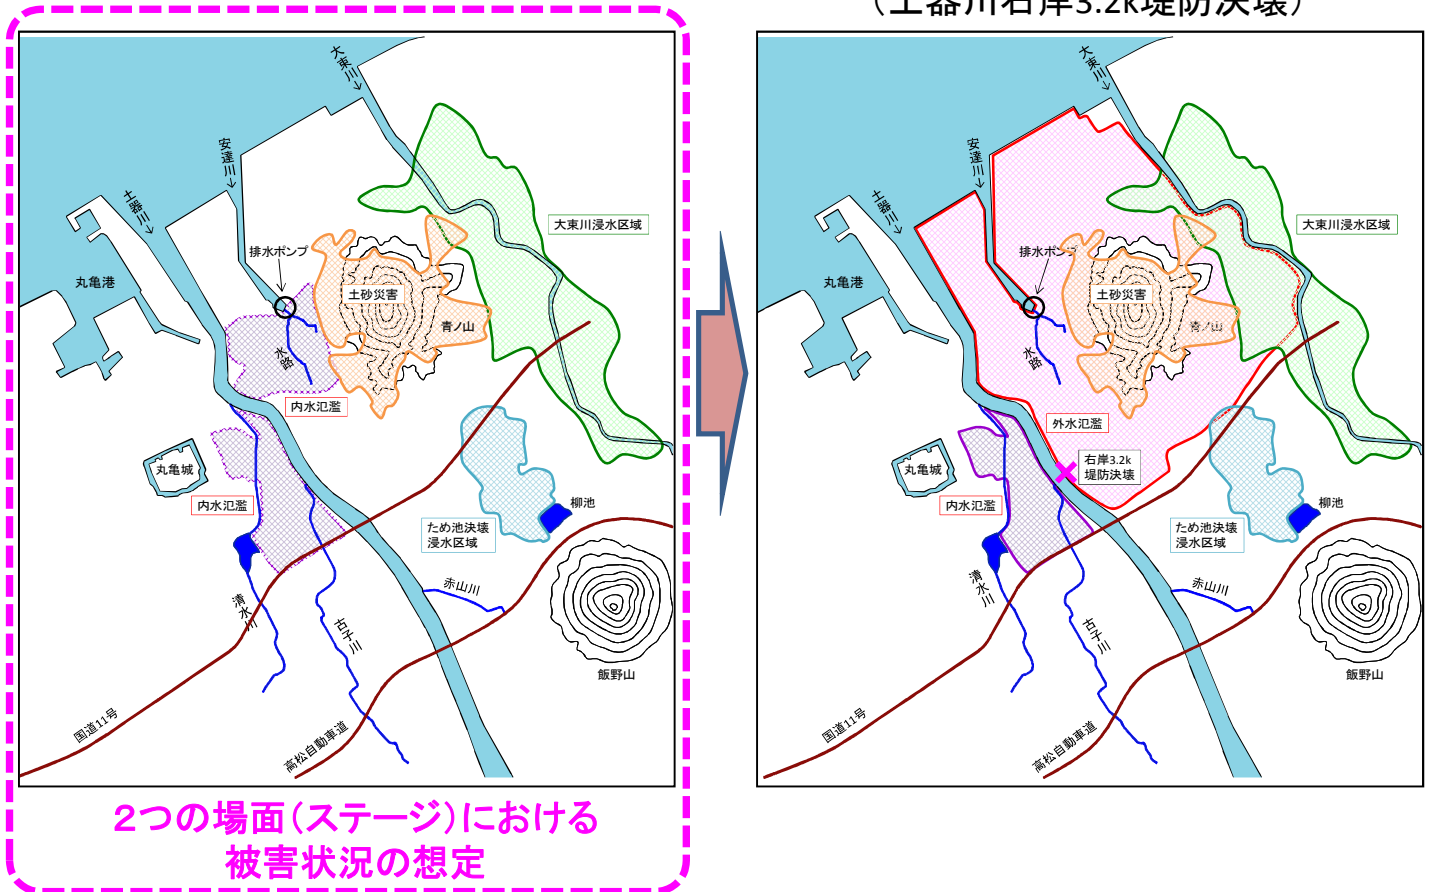 （土器川右岸3.2k堤防決壊）
大束川→
安達川→
土器川→
大束川浸水区域
排水ポンプ
丸亀港
土砂災害
青ノ山
水路
内水氾濫
丸亀城
内水氾濫
柳池
ため池決壊
浸水区域
清水川
赤山川
古子川
飯野山
国道11号
高松自動車道
2つの場面（ステージ）における
被害状況の想定
大束川→
安達川→
土器川→
大束川浸水区域
排水ポンプ
丸亀港
土砂災害
青ノ山
水路
外水氾濫
右岸3.2k
堤防決壊
丸亀城
内水氾濫
柳池
ため池決壊
浸水区域
清水川
赤山川
古子川
飯野山
国道11号
高松自動車道